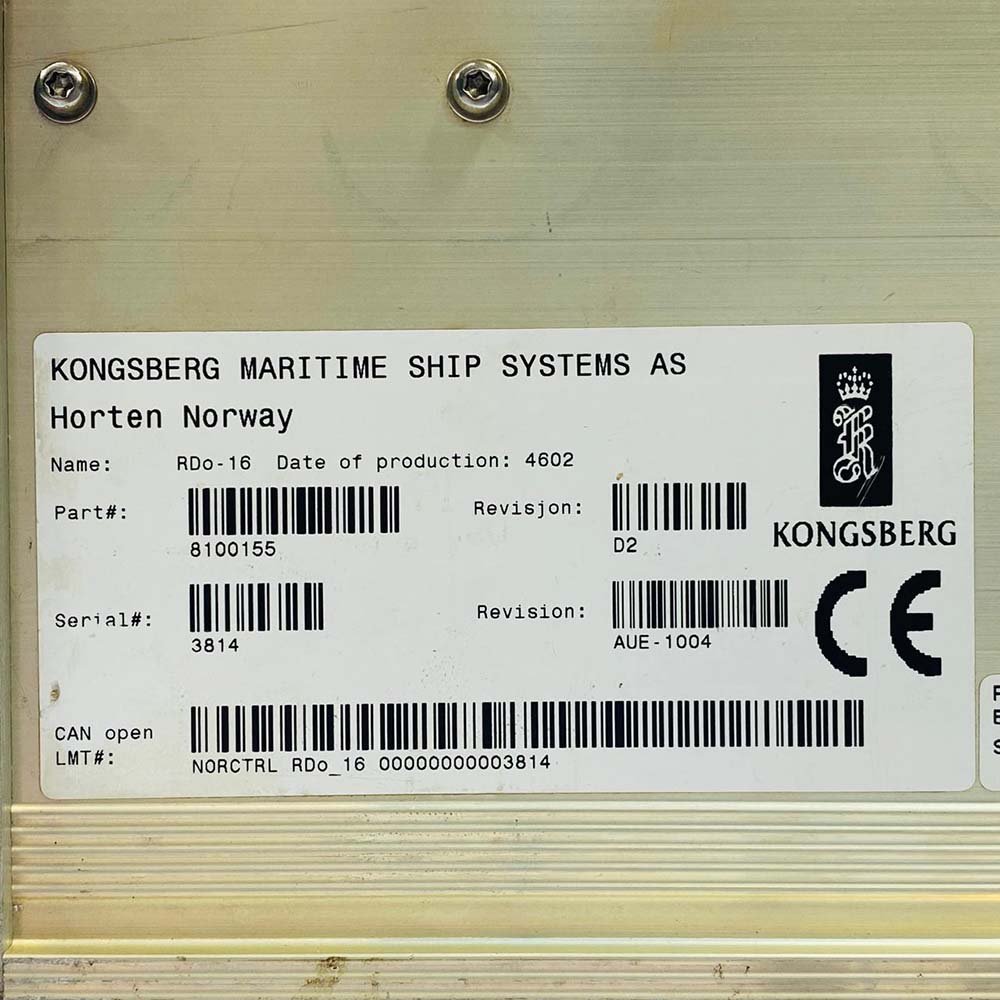 KONGSBERG MARITIME SHIP SYSTEMS AS
Horten Norway
Name: RDo-16 Date of production: 4602
Part#: 8100155 Revisjon: D2
KONGSBERG
Serial#: 3814 Revision: AUE-1004
CE
CAN open
LMT#: NORCTRL RDo_16 00000000003814